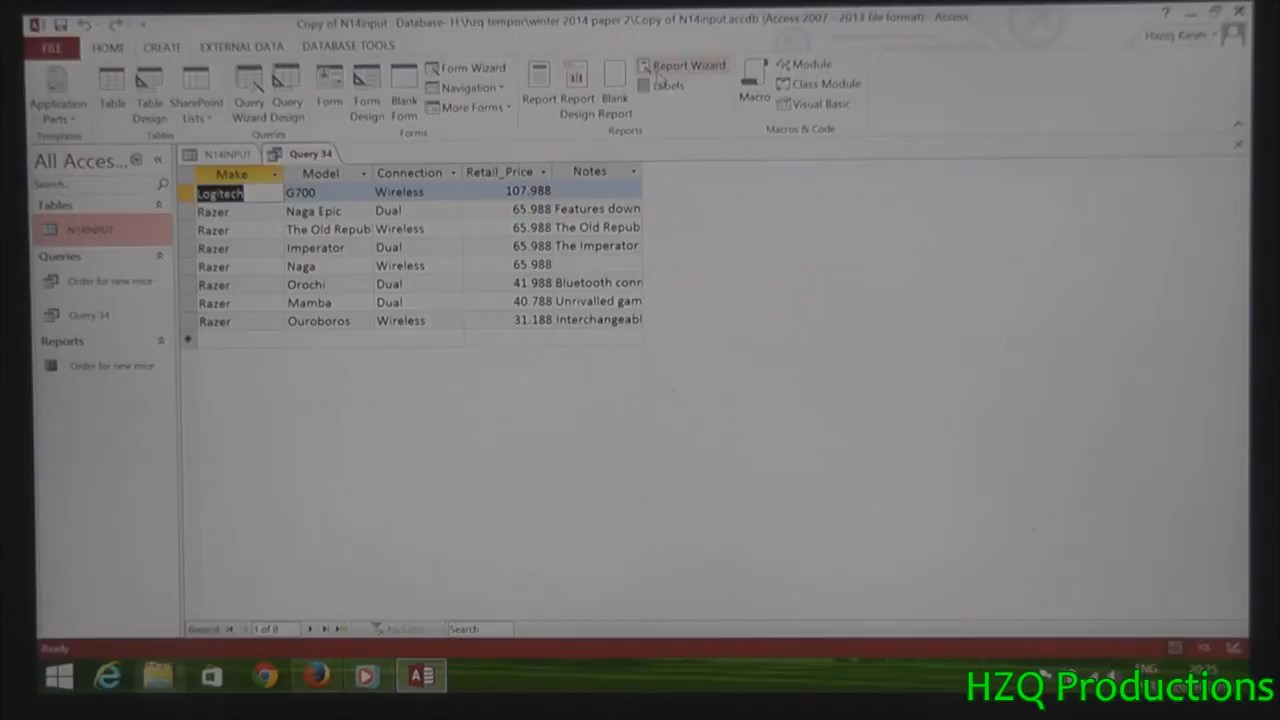 Copy of N14input : Database- H:\hzq tempor\winter 2014 paper 2\Copy of N14input.accdb (Access 2007 - 2013 file format) - Access
Haziq Karim
FILE HOME CREATE EXTERNAL DATA DATABASE TOOLS
Application Parts
Table
Table Design
SharePoint Lists
Query Wizard
Query Design
Form
Form Design
Blank Form
Form Wizard
Navigation
More Forms
Report
Report Design
Blank Report
Report Wizard
Labels
Macro
Module
Class Module
Visual Basic
Templates Tables Queries Forms Reports Macros & Code
All Acces...
Search...
Tables
N14INPUT
Queries
Order for new mice
Query 34
Reports
Order for new mice
N14INPUT Query 34
Make Model Connection Retail_Price Notes
Logitech G700 Wireless 107.988
Razer Naga Epic Dual 65.988 Features down
Razer The Old Repub Wireless 65.988 The Old Repub
Razer Imperator Dual 65.988 The Imperator
Razer Naga Wireless 65.988
Razer Orochi Dual 41.988 Bluetooth conn
Razer Mamba Dual 40.788 Unrivalled gam
Razer Ouroboros Wireless 31.188 Interchangeabl
Record: 1 of 8 Search
Ready
ENG 20:25
HZQ Productions